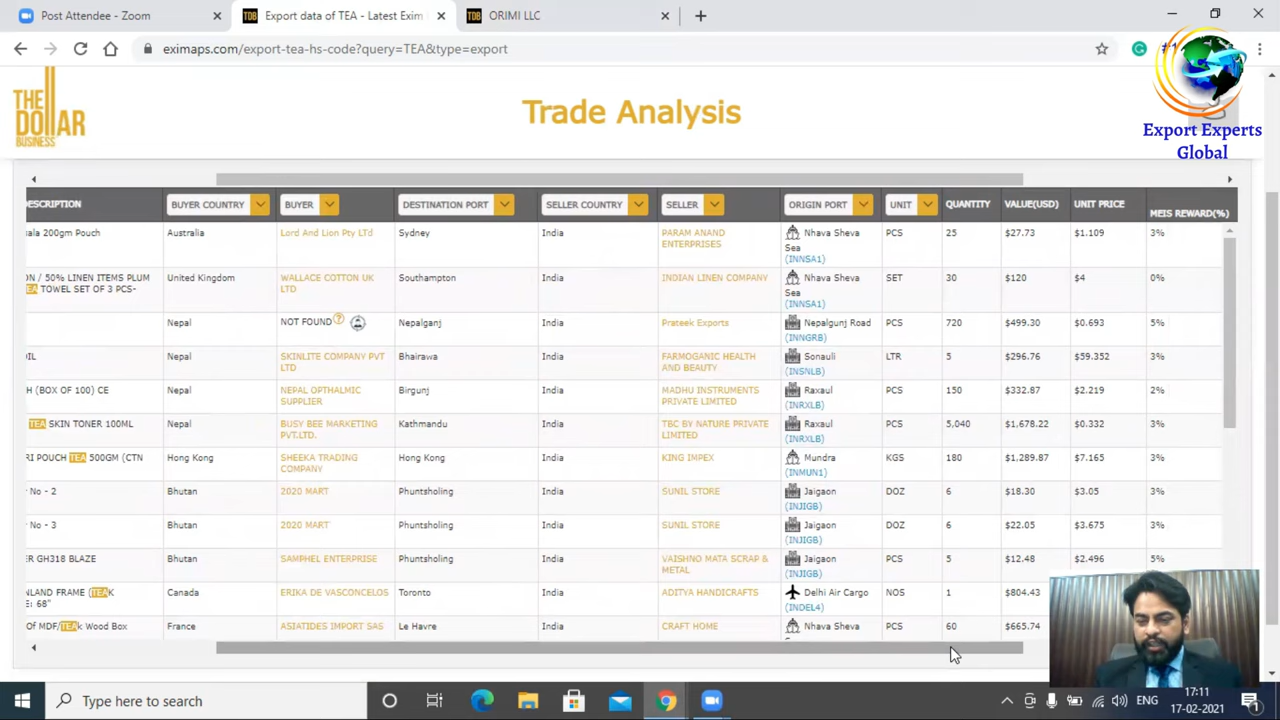 Post Attendee - Zoom
Export data of TEA - Latest Exim
ORIMI LLC
eximaps.com/export-tea-hs-code?query=TEA&type=export
THE DOLLAR BUSINESS
Trade Analysis
Export Experts
Global
DESCRIPTION BUYER COUNTRY BUYER DESTINATION PORT SELLER COUNTRY SELLER ORIGIN PORT UNIT QUANTITY VALUE(USD) UNIT PRICE MEIS REWARD(%)
ala 200gm Pouch Australia Lord And Lion Pty LTd Sydney India PARAM ANAND ENTERPRISES Nhava Sheva Sea (INNSA1) PCS 25 $27.73 $1.109 3%
ON / 50% LINEN ITEMS PLUM TEA TOWEL SET OF 3 PCS- United Kingdom WALLACE COTTON UK LTD Southampton India INDIAN LINEN COMPANY Nhava Sheva Sea (INNSA1) SET 30 $120 $4 0%
Nepal NOT FOUND Nepalganj India Prateek Exports Nepalgunj Road (INNGRB) PCS 720 $499.30 $0.693 5%
OIL Nepal SKINLITE COMPANY PVT LTD Bhairawa India FARMOGANIC HEALTH AND BEAUTY Sonauli (INSNLB) LTR 5 $296.76 $59.352 3%
H (BOX OF 100) CE Nepal NEPAL OPTHALMIC SUPPLIER Birgunj India MADHU INSTRUMENTS PRIVATE LIMITED Raxaul (INRXLB) PCS 150 $332.87 $2.219 2%
TEA SKIN TONER 100ML Nepal BUSY BEE MARKETING PVT.LTD. Kathmandu India TBC BY NATURE PRIVATE LIMITED Raxaul (INRXLB) PCS 5,040 $1,678.22 $0.332 3%
RI POUCH TEA 500GM (CTN Hong Kong SHEEKA TRADING COMPANY Hong Kong India KING IMPEX Mundra (INMUN1) KGS 180 $1,289.87 $7.165 3%
No - 2 Bhutan 2020 MART Phuntsholing India SUNIL STORE Jaigaon (INJIGB) DOZ 6 $18.30 $3.05 3%
No - 3 Bhutan 2020 MART Phuntsholing India SUNIL STORE Jaigaon (INJIGB) DOZ 6 $22.05 $3.675 3%
ER GH318 BLAZE Bhutan SAMPHEL ENTERPRISE Phuntsholing India VAISHNO MATA SCRAP & METAL Jaigaon (INJIGB) PCS 5 $12.48 $2.496 5%
NLAND FRAME (TEAK E: 68" Canada ERIKA DE VASCONCELOS Toronto India ADITYA HANDICRAFTS Delhi Air Cargo (INDEL4) NOS 1 $804.43
Of MDF/TEAk Wood Box France ASIATIDES IMPORT SAS Le Havre India CRAFT HOME Nhava Sheva PCS 60 $665.74
Type here to search
ENG
17:11
17-02-2021
1